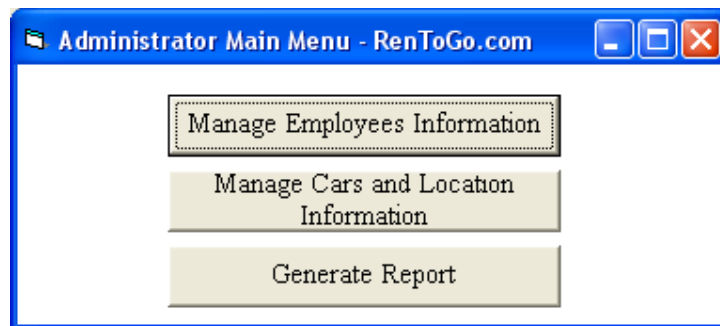 Administrator Main Menu - RenToGo.com
Manage Employees Information
Manage Cars and Location
Information
Generate Report